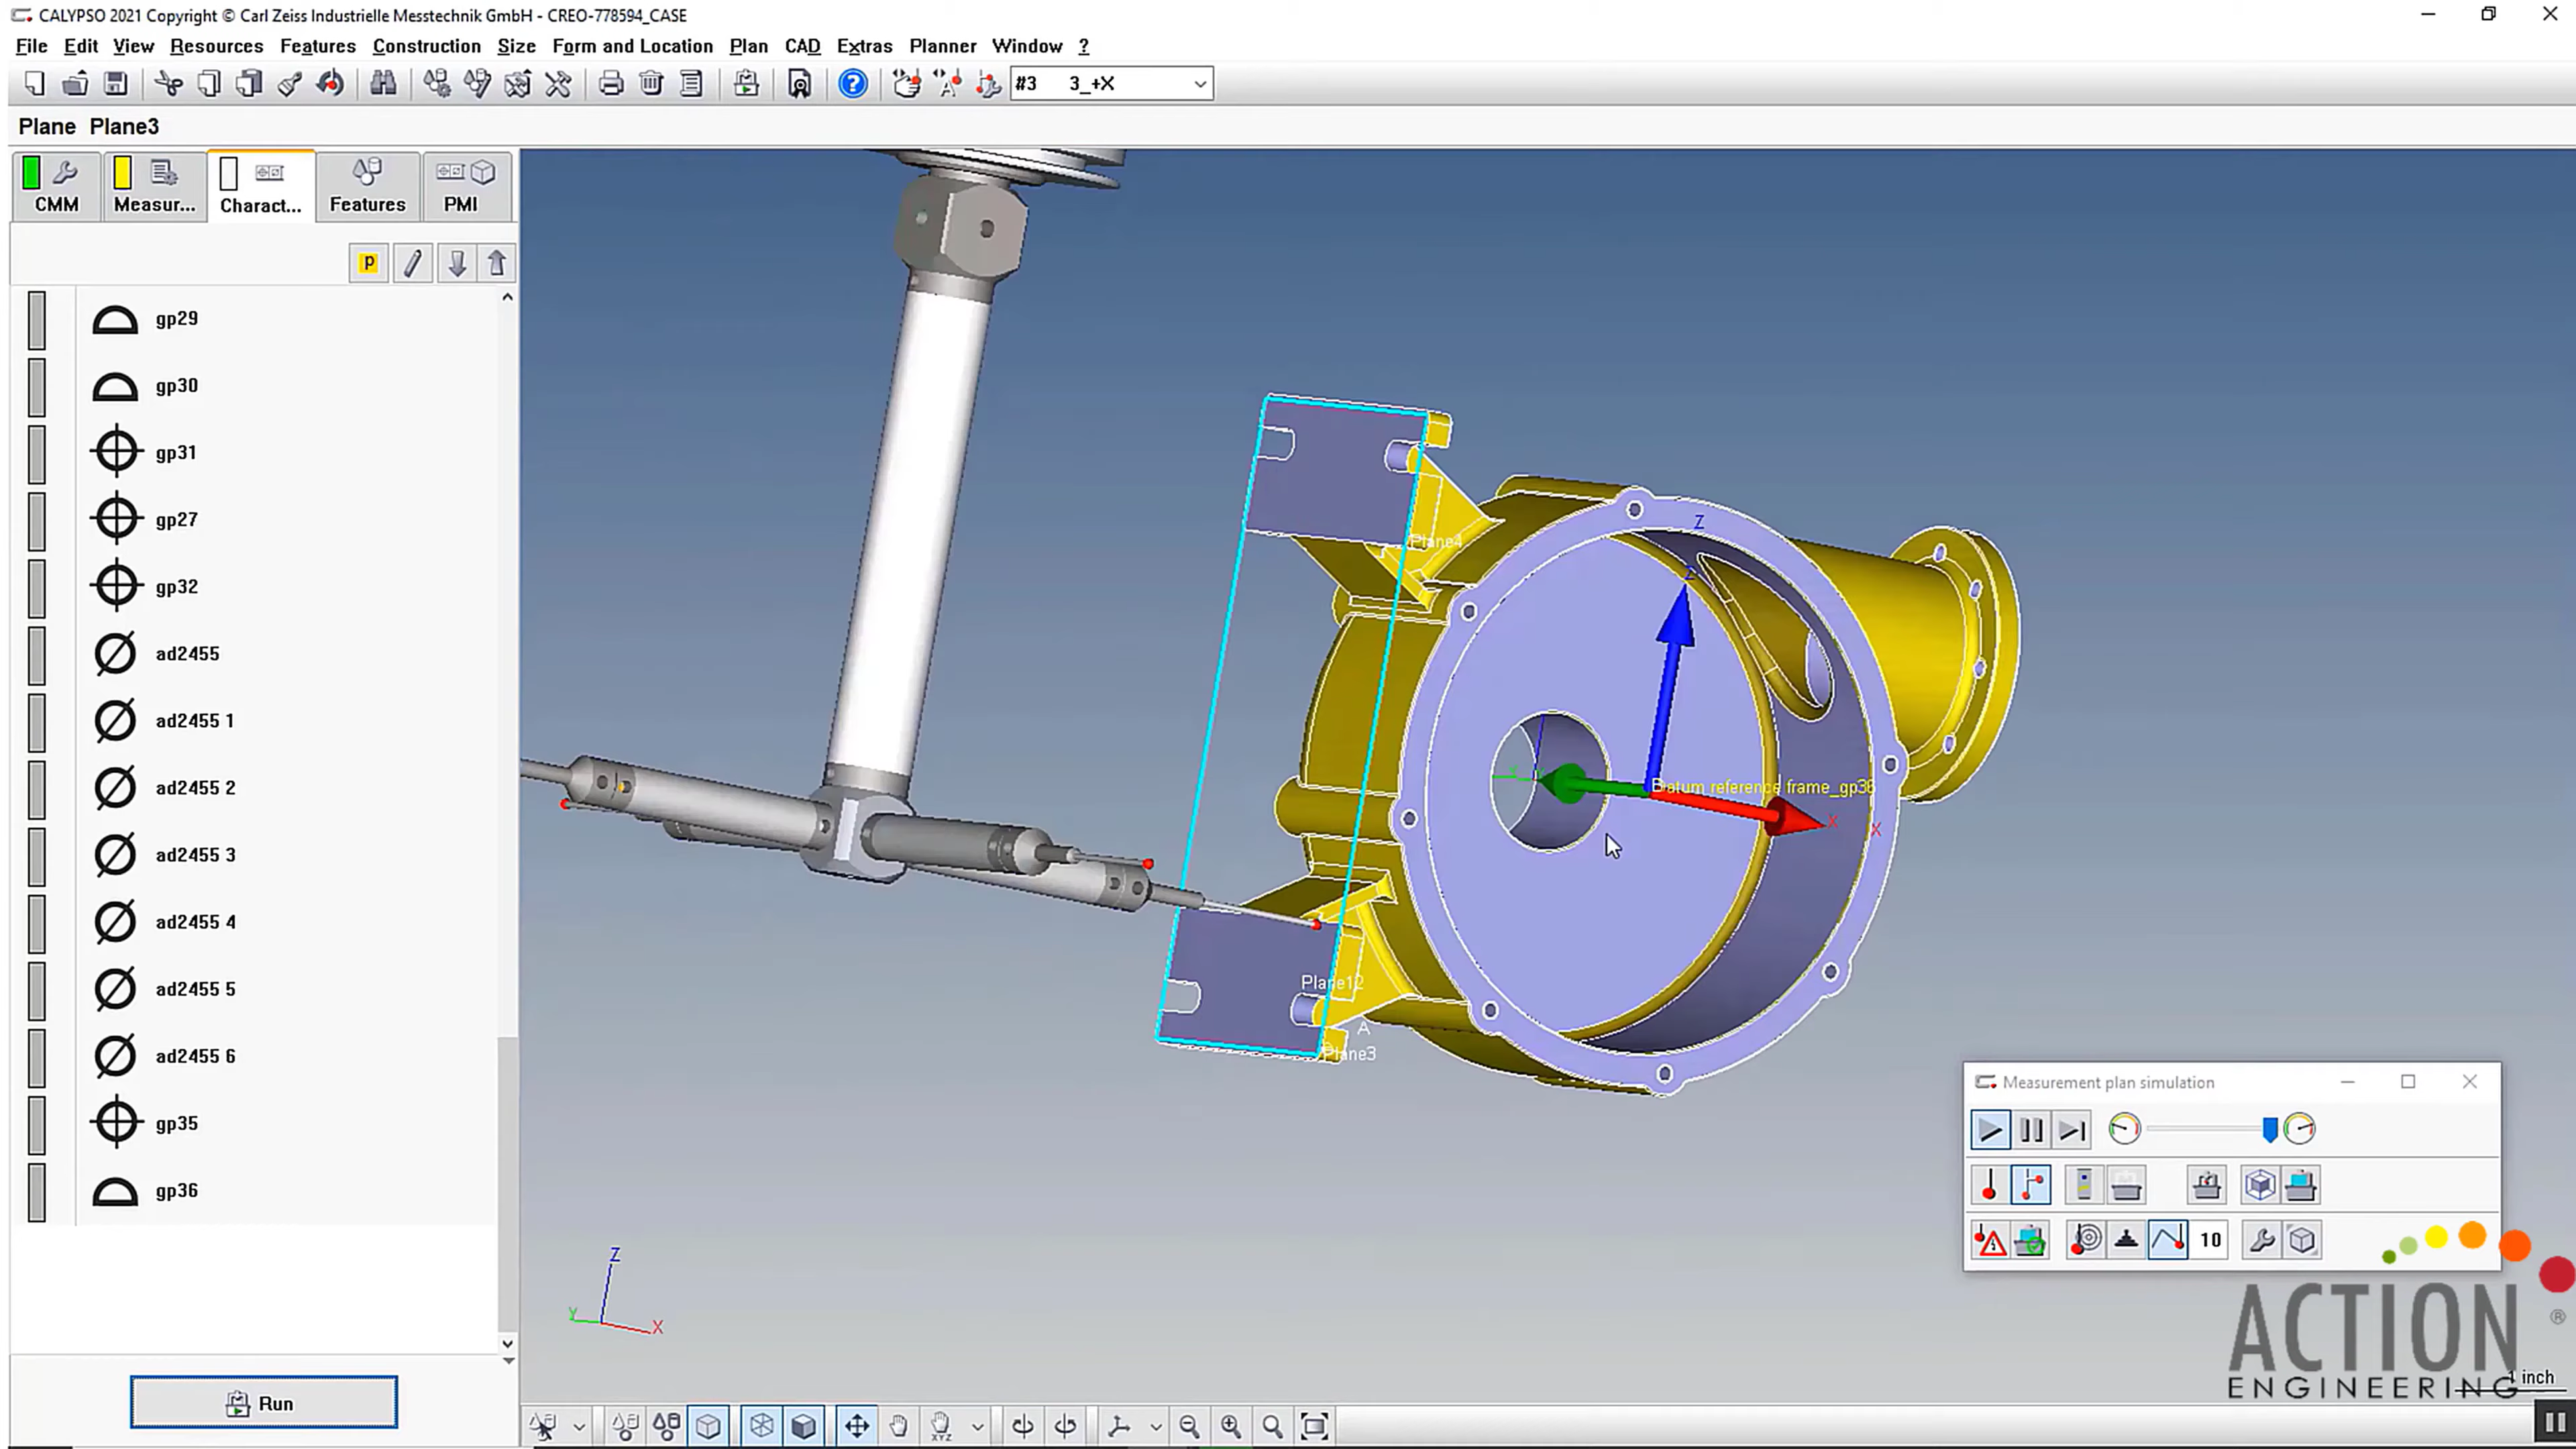 CALYPSO 2021 Copyright © Carl Zeiss Industrielle Messtechnik GmbH - CREO-778594_CASE
File Edit View Resources Features Construction Size Form and Location Plan CAD Extras Planner Window ?
#3 3_+X
Plane Plane3
CMM Measur... Charact... Features PMI
p
gp29
gp30
gp31
gp27
gp32
ad2455
ad2455 1
ad2455 2
ad2455 3
ad2455 4
ad2455 5
ad2455 6
gp35
gp36
Run
Z
Plane4
Z
Y
Datum reference frame_gp36
X X
Plane12
A
Plane3
Z
Y
X
Measurement plan simulation
10
ACTION
ENGINEERING
®
1 inch
XYZ